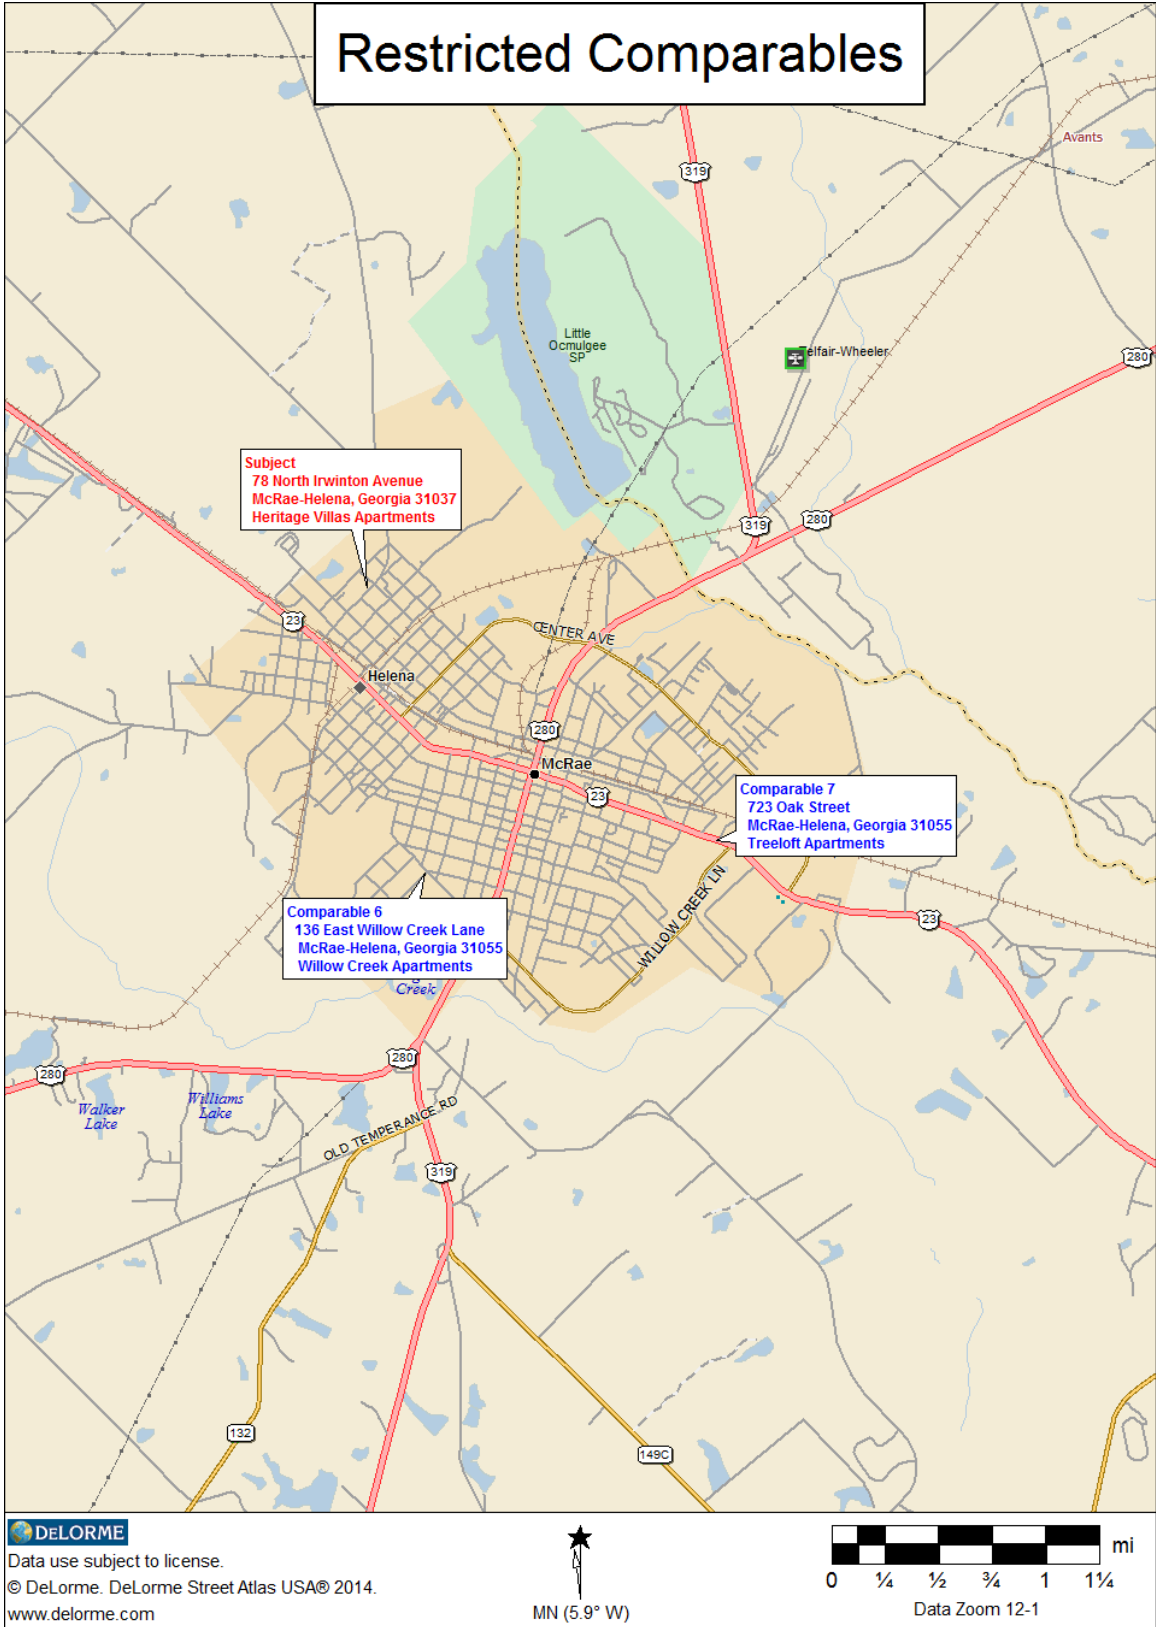 Restricted Comparables
Avants
319
Little
Ocmulgee
SP
elfair-Wheeler
280
Subject
78 North Irwinton Avenue
McRae-Helena, Georgia 31037
Heritage Villas Apartments
319
280
23
CENTER AVE
Helena
280
McRae
23
Comparable 7
723 Oak Street
McRae-Helena, Georgia 31055
Treeloft Apartments
WILLOW CREEK LN
Comparable 6
136 East Willow Creek Lane
McRae-Helena, Georgia 31055
Willow Creek Apartments
Creek
23
280
280
Walker
Lake
Williams
Lake
OLD TEMPERANCE RD
319
132
149C
DELORME
Data use subject to license.
© DeLorme. DeLorme Street Atlas USA® 2014.
www.delorme.com
MN (5.9° W)
mi
0 ¼ ½ ¾ 1 1¼
Data Zoom 12-1